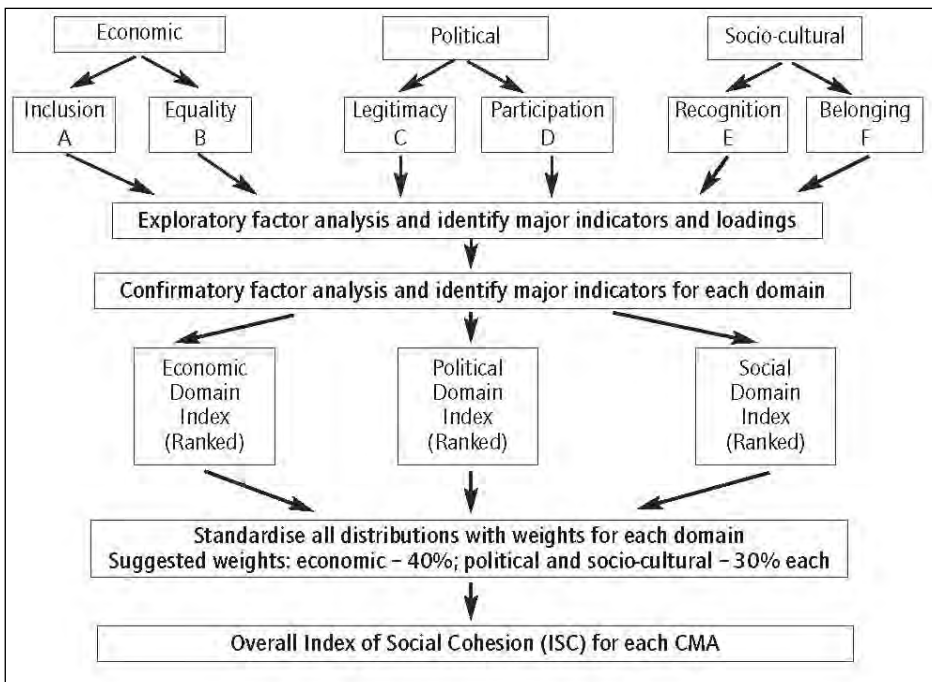 Economic
Political
Socio-cultural
Inclusion
A
Equality
B
Legitimacy
C
Participation
D
Recognition
E
Belonging
F
Exploratory factor analysis and identify major indicators and loadings
Confirmatory factor analysis and identify major indicators for each domain
Economic
Domain
Index
(Ranked)
Political
Domain
Index
(Ranked)
Social
Domain
Index
(Ranked)
Standardise all distributions with weights for each domain
Suggested weights: economic – 40%; political and socio-cultural – 30% each
Overall Index of Social Cohesion (ISC) for each CMA